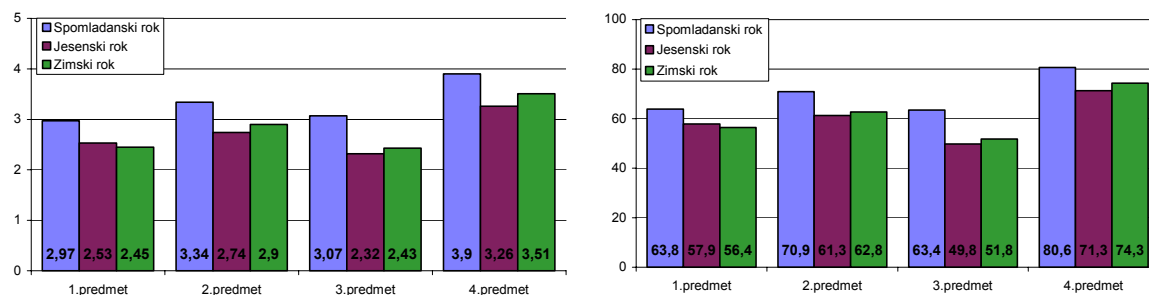 5
4
3
2
1
0
Spomladanski rok
Jesenski rok
Zimski rok
2,97 2,53 2,45 3,34 2,74 2,9 3,07 2,32 2,43 3,9 3,26 3,51
1.predmet 2.predmet 3.predmet 4.predmet
100
80
60
40
20
0
Spomladanski rok
Jesenski rok
Zimski rok
63,8 57,9 56,4 70,9 61,3 62,8 63,4 49,8 51,8 80,6 71,3 74,3
1.predmet 2.predmet 3.predmet 4.predmet